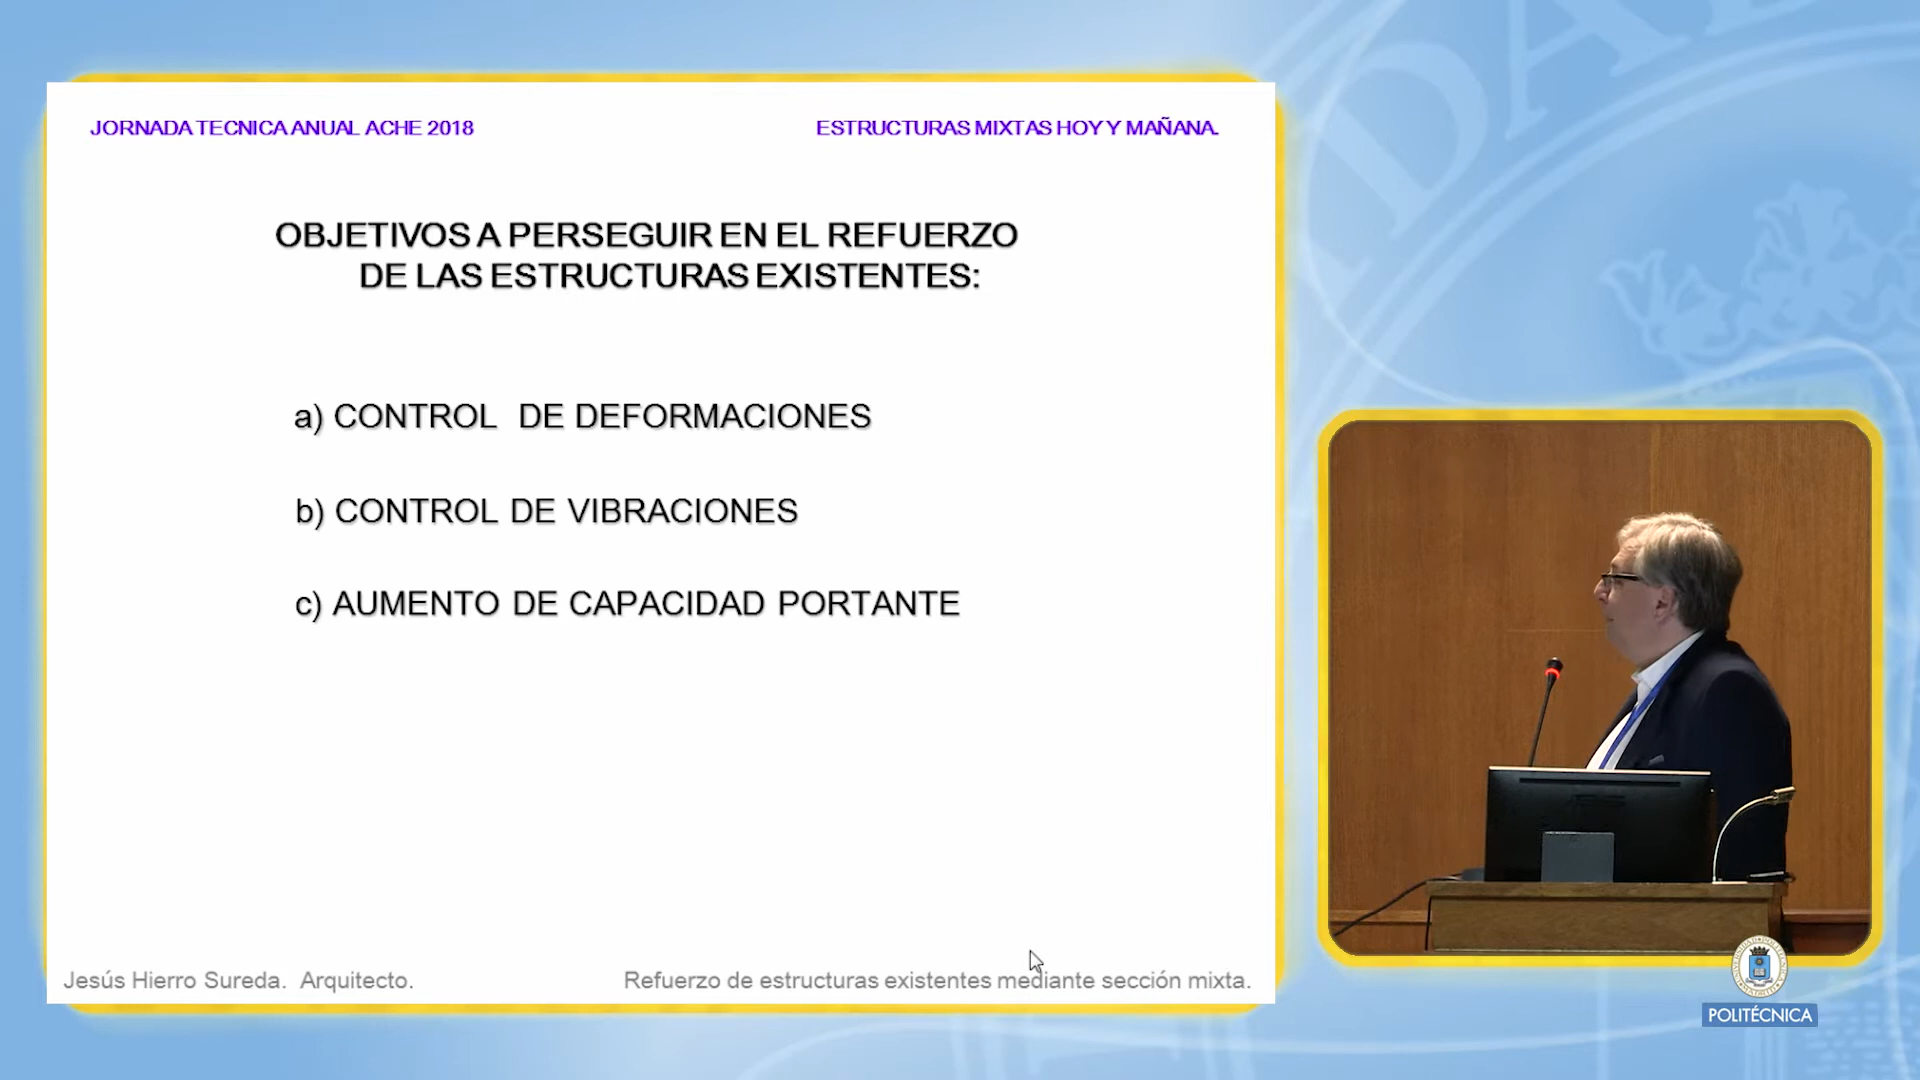 JORNADA TECNICA ANUAL ACHE 2018
ESTRUCTURAS MIXTAS HOY Y MAÑANA.
OBJETIVOS A PERSEGUIR EN EL REFUERZO
DE LAS ESTRUCTURAS EXISTENTES:
a) CONTROL DE DEFORMACIONES
b) CONTROL DE VIBRACIONES
c) AUMENTO DE CAPACIDAD PORTANTE
Jesús Hierro Sureda. Arquitecto.
Refuerzo de estructuras existentes mediante sección mixta.
POLITÉCNICA